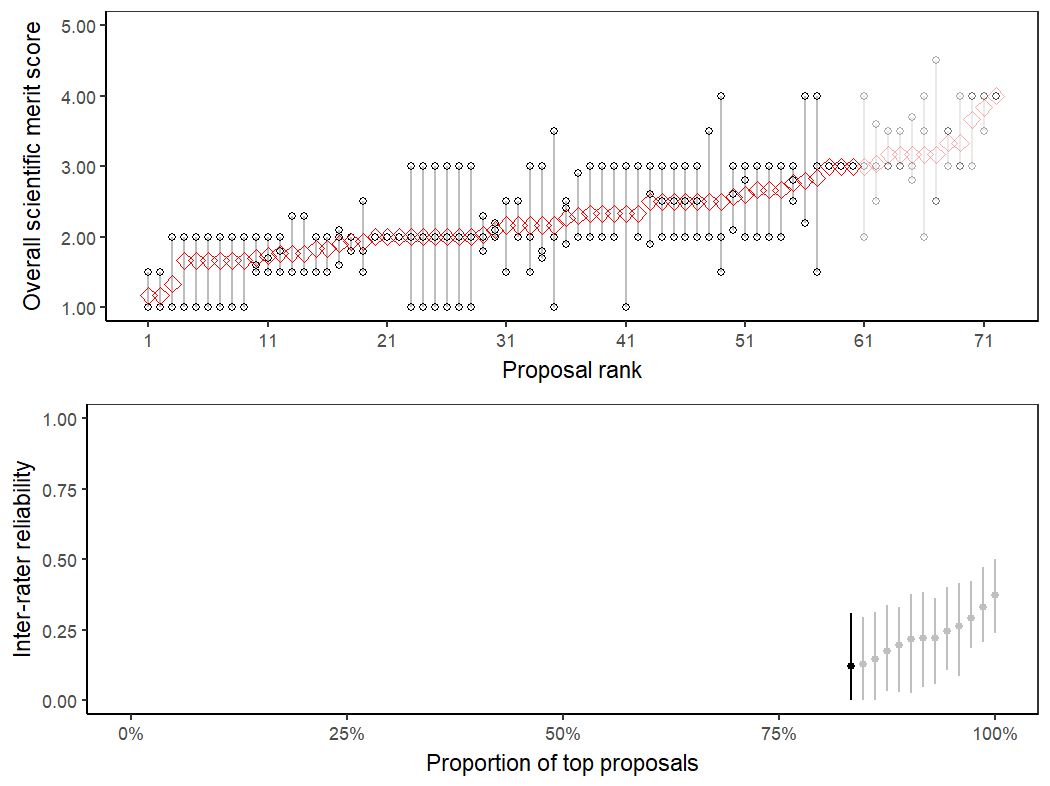 Overall scientific merit score
5.00
4.00
3.00
2.00
1.00
1 11 21 31 41 51 61 71
Proposal rank
Inter-rater reliability
1.00
0.75
0.50
0.25
0.00
0% 25% 50% 75% 100%
Proportion of top proposals